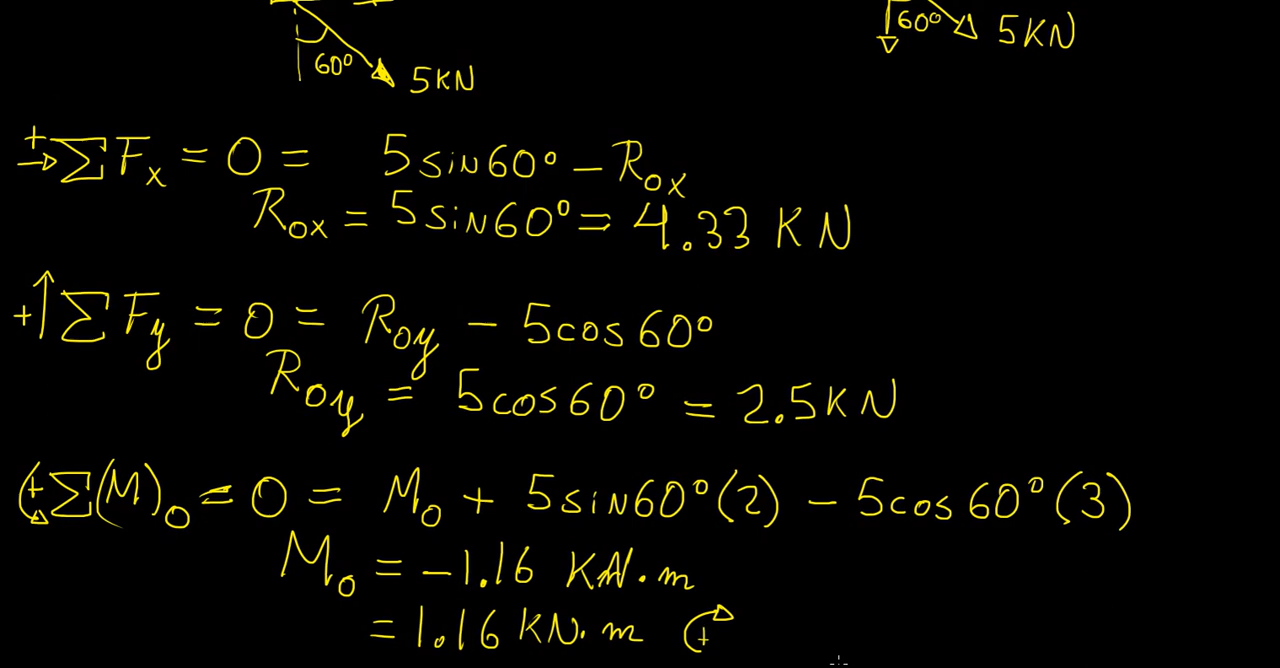 60° 5KN
60° 5KN
+→ ΣFx = 0 = 5sin60° − Rox
Rox = 5sin60° = 4.33 KN
+↑ ΣFy = 0 = Roy − 5cos60°
Roy = 5cos60° = 2.5KN
(+ Σ(M)o = 0 = Mo + 5sin60°(2) − 5cos60°(3)
Mo = −1.16 KN.m
= 1.16 KN.m (+